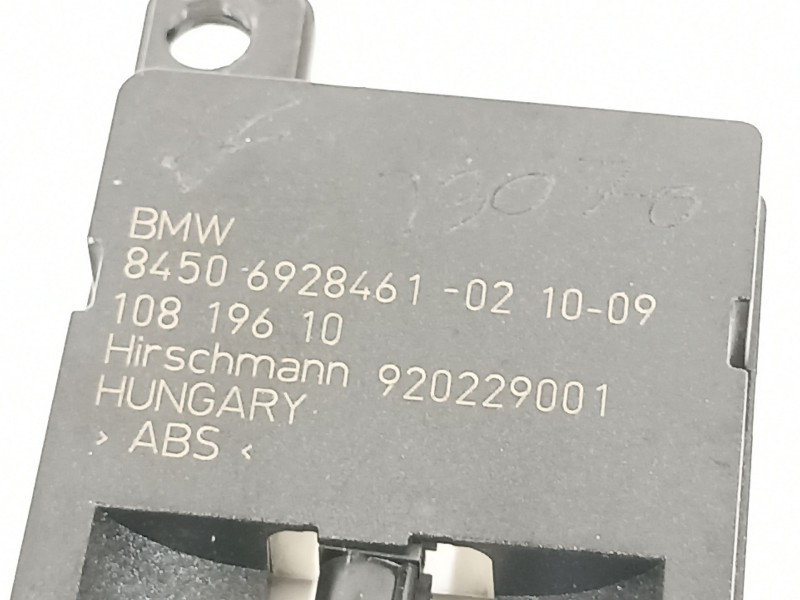 BMW
8450 6928461-02 10-09
108 196 10
Hirschmann 920229001
HUNGARY
> ABS <